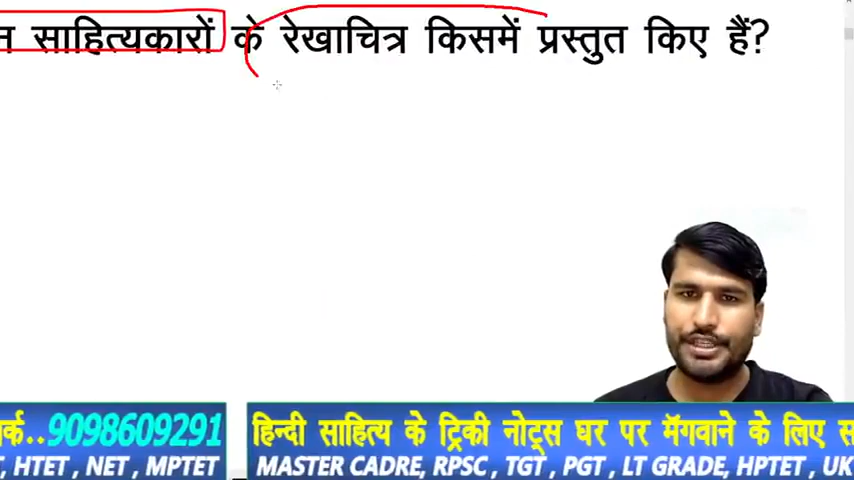 साहित्यकारों के रेखाचित्र किसमें प्रस्तुत किए हैं?
9098609291 हिन्दी साहित्य के ट्रिकी नोट्स घर पर मॅगवाने के लिए
HTET , NET , MPTET MASTER CADRE, RPSC , TGT , PGT , LT GRADE, HPTET , UK